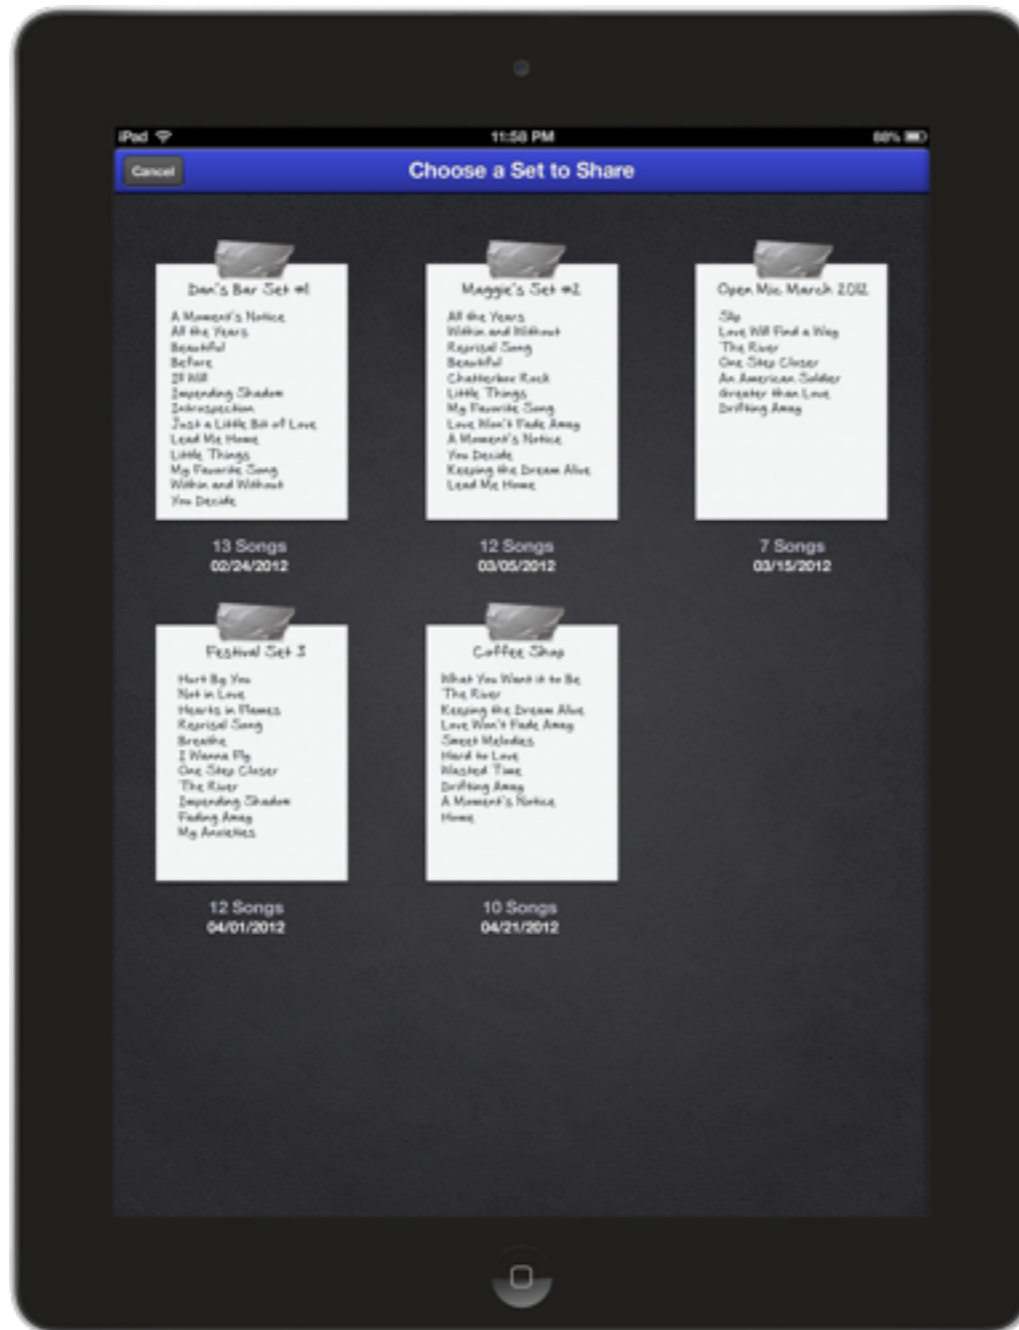 iPad
11:58 PM
88%
Cancel
Choose a Set to Share
Dan's Bar Set #1
A Moment's Notice
All the Years
Beautiful
Before
Ill Will
Impending Shadow
Introspection
Just a Little Bit of Love
Lead Me Home
Little Things
My Favorite Song
Within and Without
You Decide
13 Songs
02/24/2012
Maggie's Set #2
All the Years
Within and Without
Reprisal Song
Beautiful
Chatterbox Rock
Little Things
My Favorite Song
Love Won't Fade Away
A Moment's Notice
You Decide
Keeping the Dream Alive
Lead Me Home
12 Songs
03/05/2012
Open Mic March 2012
Slip
Love Will Find a Way
The River
One Step Closer
An American Soldier
Greater than Love
Drifting Away
7 Songs
03/15/2012
Festival Set 3
Hurt By You
Not in Love
Hearts in Flames
Reprisal Song
Breathe
I Wanna Fly
One Step Closer
The River
Impending Shadow
Fading Away
My Anxieties
12 Songs
04/01/2012
Coffee Shop
What You Want it to Be
The River
Keeping the Dream Alive
Love Won't Fade Away
Sweet Melodies
Hard to Love
Wasted Time
Drifting Away
A Moment's Notice
Home
10 Songs
04/21/2012